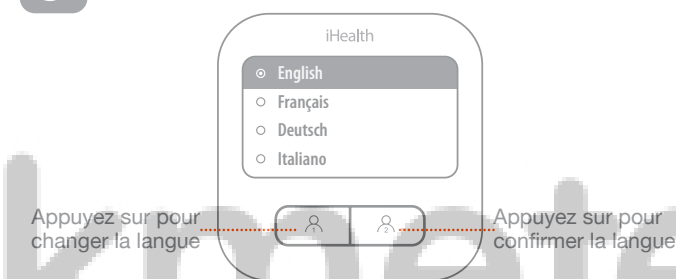 iHealth
English
Français
Deutsch
Italiano
Appuyez sur pour
changer la langue
1
2
Appuyez sur pour
confirmer la langue